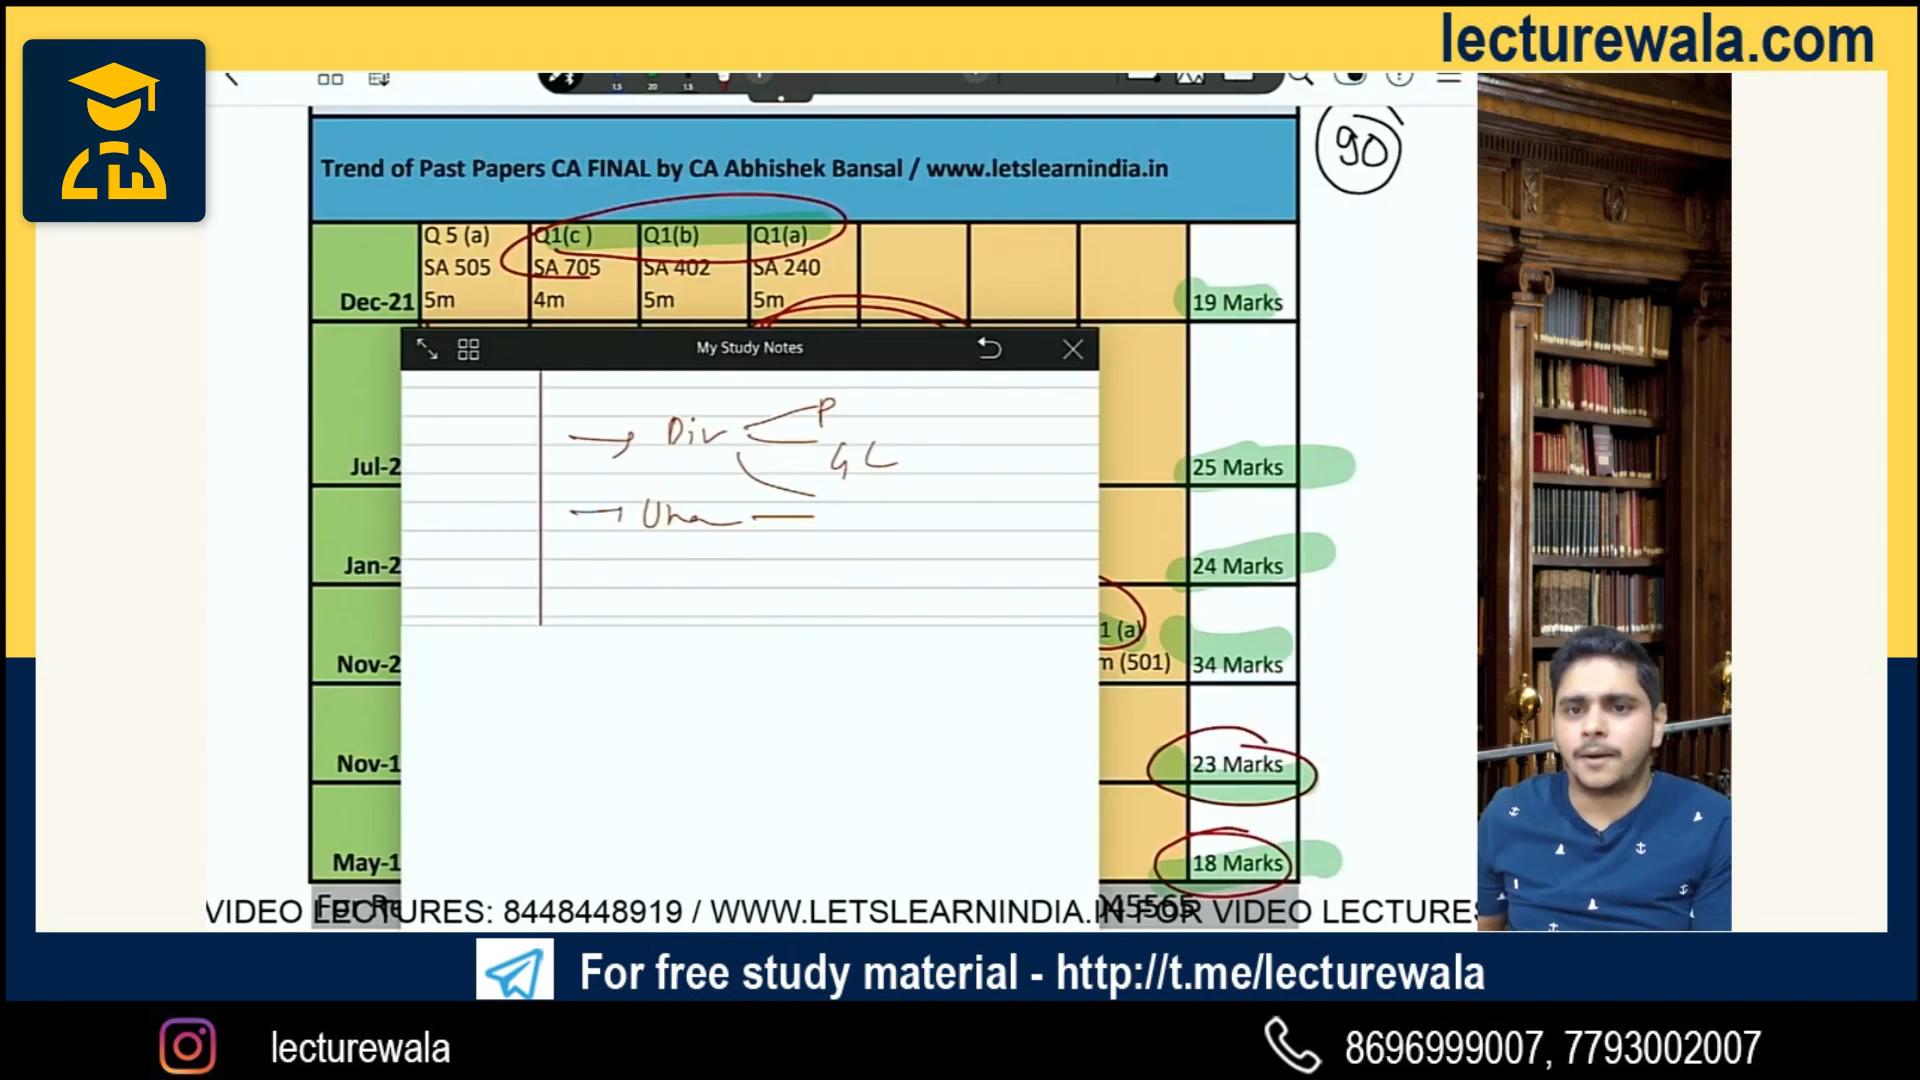 lecturewala.com
90
Trend of Past Papers CA FINAL by CA Abhishek Bansal / www.letslearnindia.in
Q 5 (a) Q1(c ) Q1(b) Q1(a)
SA 505 SA 705 SA 402 SA 240
Dec-21 5m 4m 5m 5m 19 Marks
My Study Notes
Div P
G L
Jul-2 25 Marks
Jan-2 24 Marks
1 (a)
Nov-2 m (501) 34 Marks
Nov-1 23 Marks
May-1 18 Marks
VIDEO LECTURES: 8448448919 / WWW.LETSLEARNINDIA.IN FOR VIDEO LECTURES
For free study material - http://t.me/lecturewala
lecturewala
8696999007, 7793002007